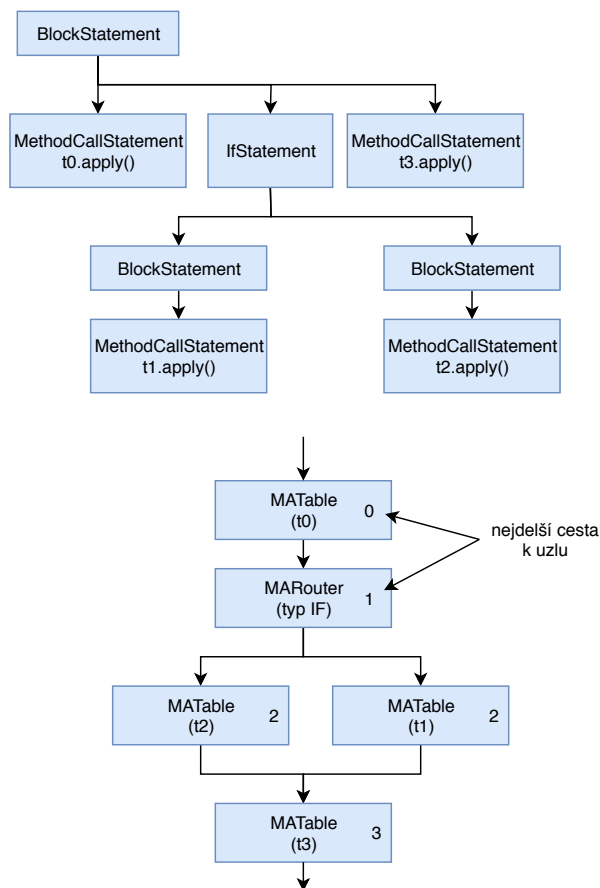 BlockStatement
MethodCallStatement
t0.apply()
IfStatement
MethodCallStatement
t3.apply()
BlockStatement
BlockStatement
MethodCallStatement
t1.apply()
MethodCallStatement
t2.apply()
MATable
(t0)
0
nejdelší cesta
k uzlu
MARouter
(typ IF)
1
MATable
(t2)
2
MATable
(t1)
2
MATable
(t3)
3